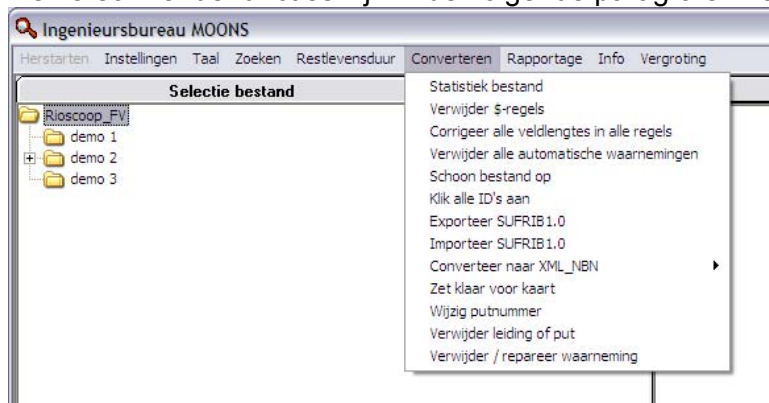 Ingenieursbureau MOONS
Herstarten Instellingen Taal Zoeken Restlevensduur Converteren Rapportage Info Vergroting
Selectie bestand
Rioscoop_FV
demo 1
demo 2
demo 3
Statistiek bestand
Verwijder $-regels
Corrigeer alle veldlengtes in alle regels
Verwijder alle automatische waarnemingen
Schoon bestand op
Klik alle ID's aan
Exporteer SUFRIB1.0
Importeer SUFRIB1.0
Converteer naar XML_NBN
Zet klaar voor kaart
Wijzig putnummer
Verwijder leiding of put
Verwijder / repareer waarneming